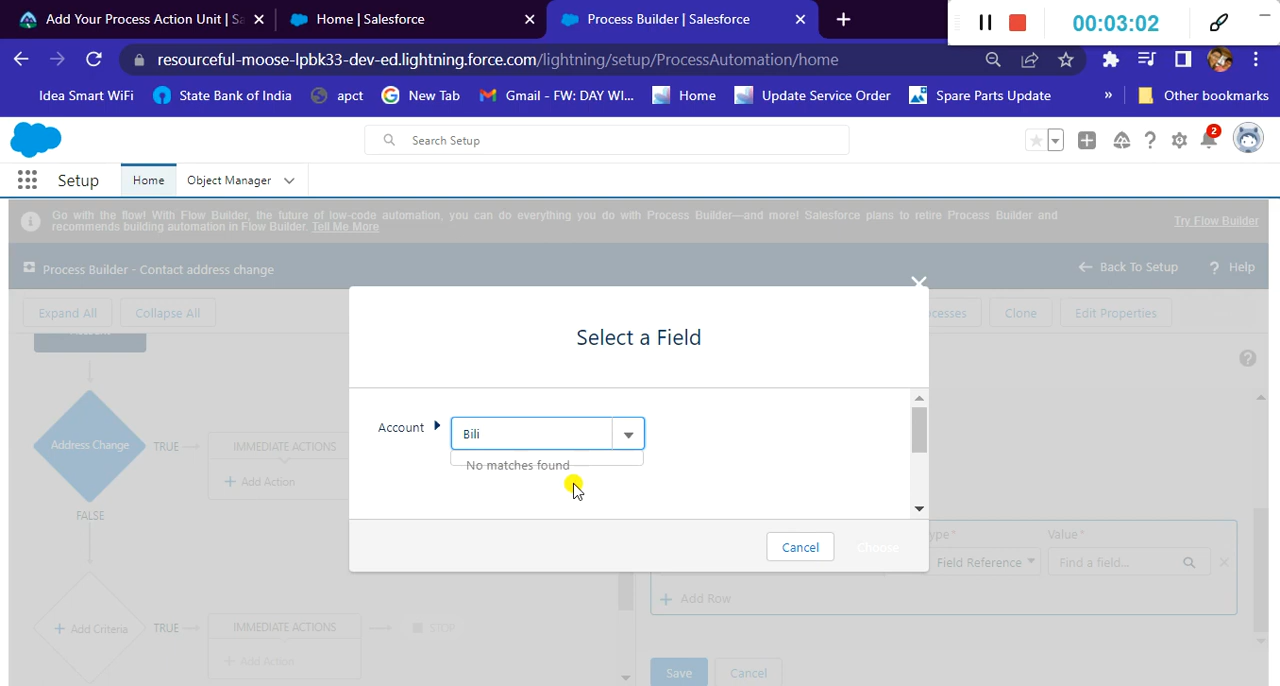 Add Your Process Action Unit | Sa
Home | Salesforce
Process Builder | Salesforce
00:03:02
resourceful-moose-lpbk33-dev-ed.lightning.force.com/lightning/setup/ProcessAutomation/home
Idea Smart WiFi
State Bank of India
apct
New Tab
Gmail - FW: DAY WI...
Home
Update Service Order
Spare Parts Update
»
Other bookmarks
Search Setup
2
Setup
Home
Object Manager
Go with the flow! With Flow Builder, the future of low-code automation, you can do everything you do with Process Builder—and more! Salesforce plans to retire Process Builder and
recommends building automation in Flow Builder. Tell Me More
Try Flow Builder
Process Builder - Contact address change
Back To Setup
? Help
Expand All
Collapse All
Clone
Edit Properties
Select a Field
Account
Bili
No matches found
Cancel
Choose
Address Change
TRUE
IMMEDIATE ACTIONS
+ Add Action
FALSE
+ Add Criteria
TRUE
IMMEDIATE ACTIONS
+ Add Action
STOP
Value*
Field Reference
Find a field...
+ Add Row
Save
Cancel